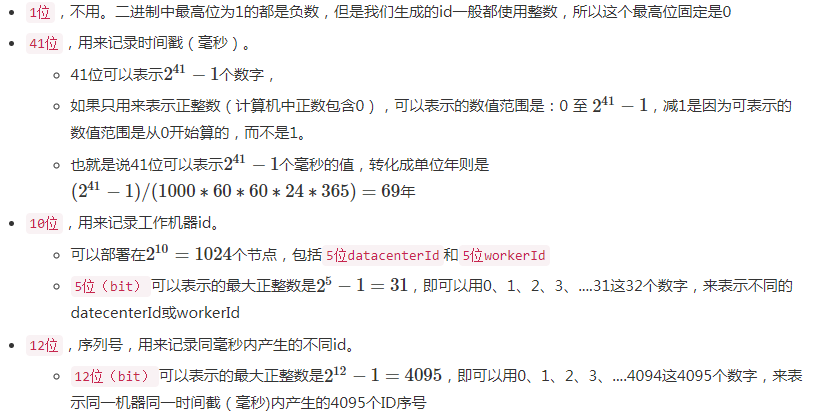 1位，不用。二进制中最高位为1的都是负数，但是我们生成的id一般都使用整数，所以这个最高位固定是0
41位，用来记录时间戳（毫秒）。
41位可以表示2^41 − 1个数字，
如果只用来表示正整数（计算机中正数包含0），可以表示的数值范围是：0 至 2^41 − 1，减1是因为可表示的
数值范围是从0开始算的，而不是1。
也就是说41位可以表示2^41 − 1个毫秒的值，转化成单位年则是
(2^41 − 1)/(1000 * 60 * 60 * 24 * 365) = 69年
10位，用来记录工作机器id。
可以部署在2^10 = 1024个节点，包括 5位datacenterId 和 5位workerId
5位（bit） 可以表示的最大正整数是2^5 − 1 = 31，即可以用0、1、2、3、....31这32个数字，来表示不同的
datecenterId或workerId
12位，序列号，用来记录同毫秒内产生的不同id。
12位（bit） 可以表示的最大正整数是2^12 − 1 = 4095，即可以用0、1、2、3、....4094这4095个数字，来表
示同一机器同一时间截（毫秒)内产生的4095个ID序号